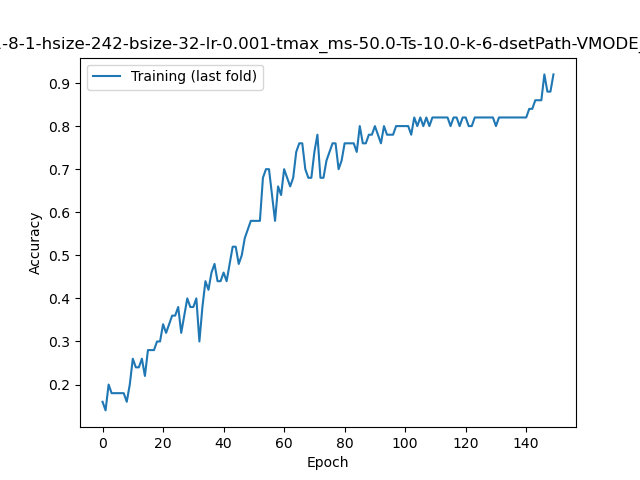 -8-1-hsize-242-bsize-32-lr-0.001-tmax_ms-50.0-Ts-10.0-k-6-dsetPath-VMODE_
Training (last fold)
0.9
0.8
0.7
0.6
0.5
0.4
0.3
0.2
Accuracy
0 20 40 60 80 100 120 140
Epoch